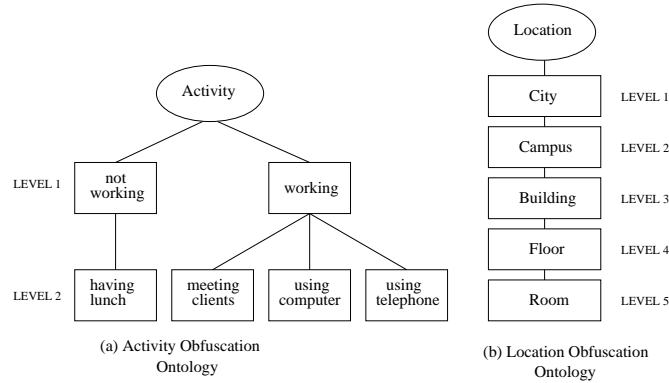 Activity
LEVEL 1
not
working
working
LEVEL 2
having
lunch
meeting
clients
using
computer
using
telephone
(a) Activity Obfuscation
Ontology
Location
City
LEVEL 1
Campus
LEVEL 2
Building
LEVEL 3
Floor
LEVEL 4
Room
LEVEL 5
(b) Location Obfuscation
Ontology